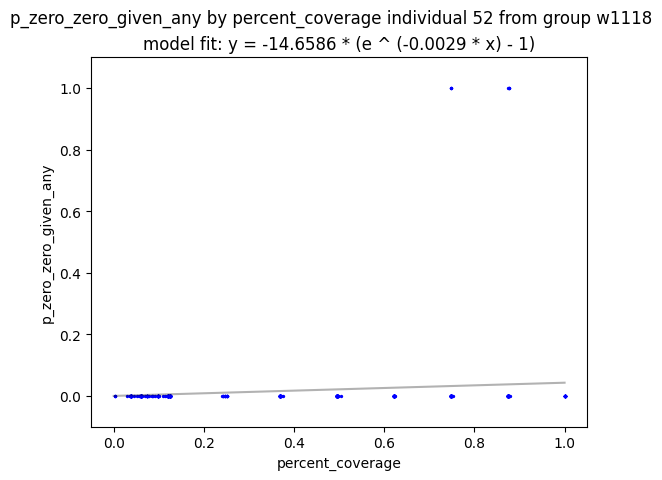 p_zero_zero_given_any by percent_coverage individual 52 from group w1118
model fit: y = -14.6586 * (e ^ (-0.0029 * x) - 1)
1.0
0.8
0.6
0.4
0.2
0.0
p_zero_zero_given_any
0.0 0.2 0.4 0.6 0.8 1.0
percent_coverage